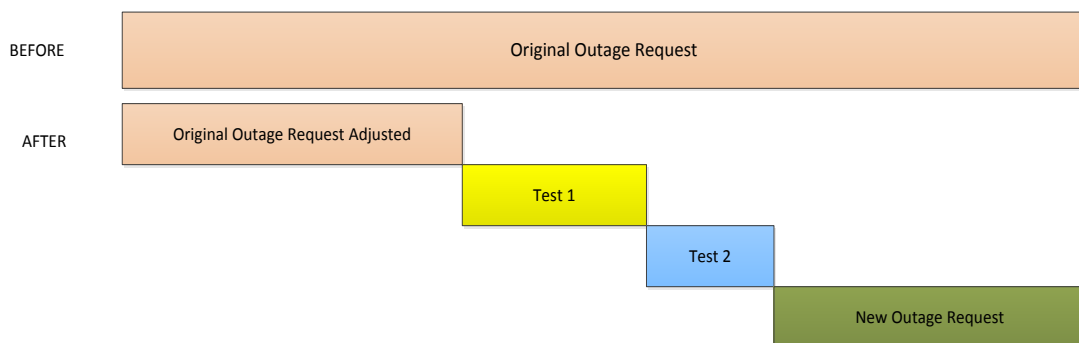 BEFORE
Original Outage Request
AFTER
Original Outage Request Adjusted
Test 1
Test 2
New Outage Request